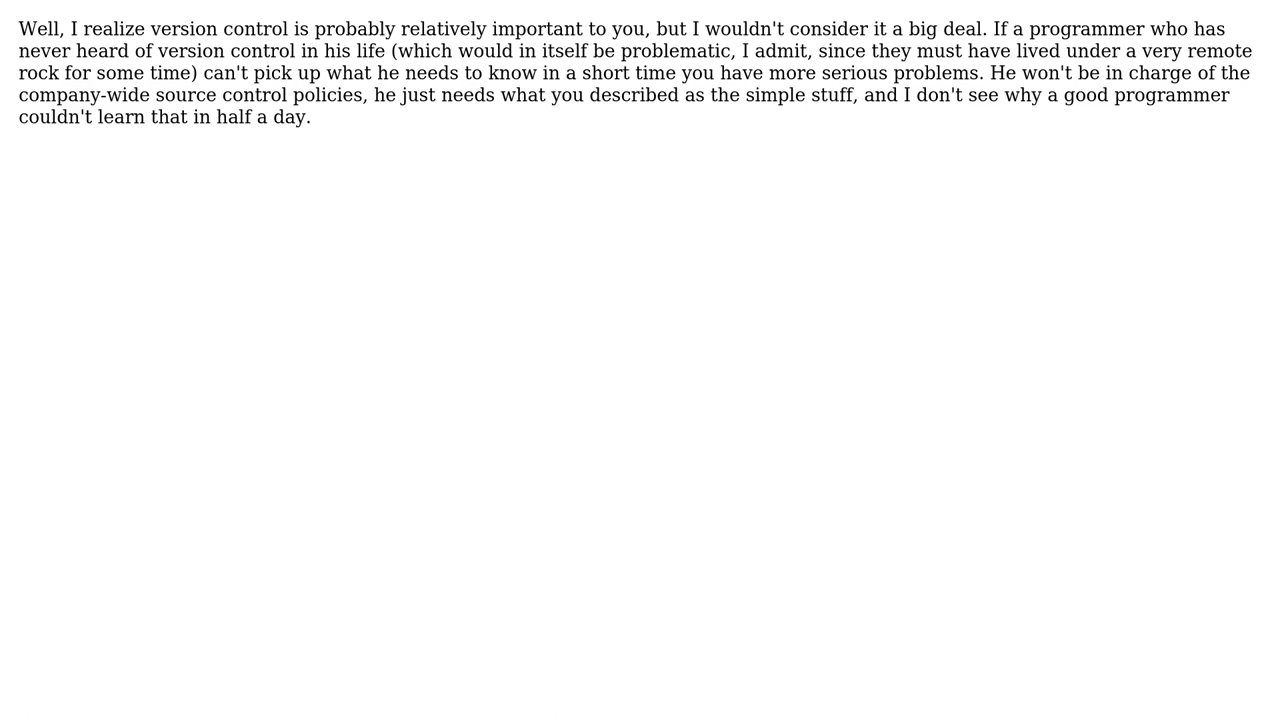 Well, I realize version control is probably relatively important to you, but I wouldn't consider it a big deal. If a programmer who has
never heard of version control in his life (which would in itself be problematic, I admit, since they must have lived under a very remote
rock for some time) can't pick up what he needs to know in a short time you have more serious problems. He won't be in charge of the
company-wide source control policies, he just needs what you described as the simple stuff, and I don't see why a good programmer
couldn't learn that in half a day.